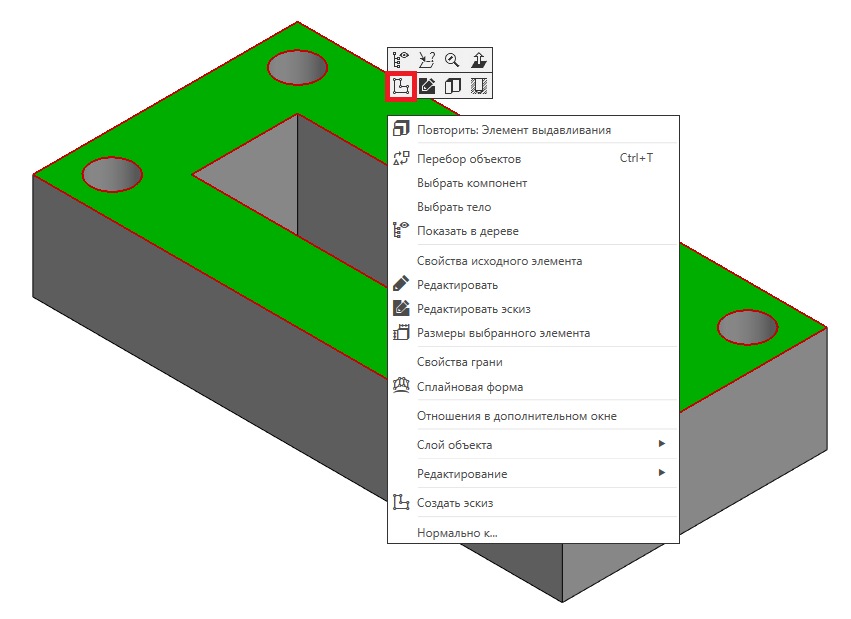 Повторить: Элемент выдавливания
Перебор объектов Ctrl+T
Выбрать компонент
Выбрать тело
Показать в дереве
Свойства исходного элемента
Редактировать
Редактировать эскиз
Размеры выбранного элемента
Свойства грани
Сплайновая форма
Отношения в дополнительном окне
Слой объекта
Редактирование
Создать эскиз
Нормально к...